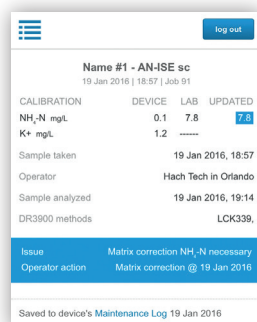 log out
Name #1 - AN-ISE sc
19 Jan 2016 | 18:57 | Job 91
CALIBRATION DEVICE LAB UPDATED
NH₄-N mg/L 0.1 7.8 7.8
K+ mg/L 1.2 ------
Sample taken 19 Jan 2016, 18:57
Operator Hach Tech in Orlando
Sample analyzed 19 Jan 2016, 19:14
DR3900 methods LCK339,
Issue Matrix correction NH₄-N necessary
Operator action Matrix correction @ 19 Jan 2016
Saved to device's Maintenance Log 19 Jan 2016